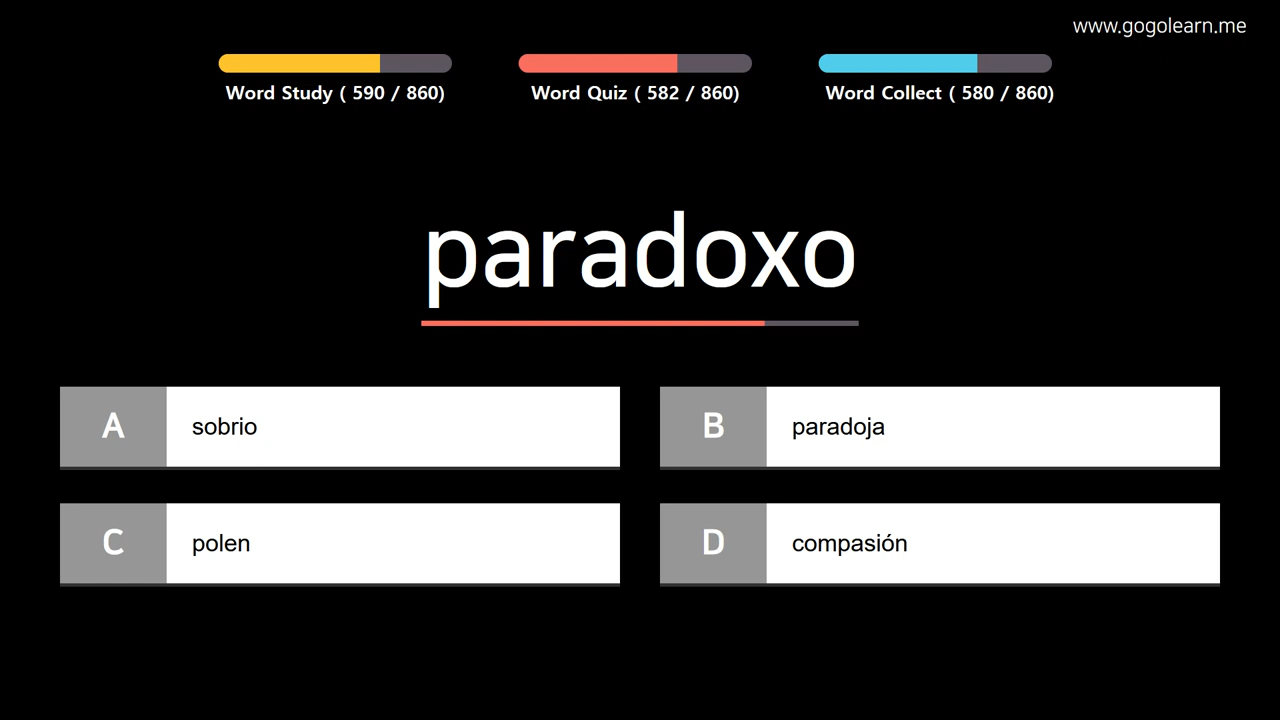 www.gogolearn.me
Word Study ( 590 / 860)
Word Quiz ( 582 / 860)
Word Collect ( 580 / 860)
paradoxo
A
sobrio
B
paradoja
C
polen
D
compasión